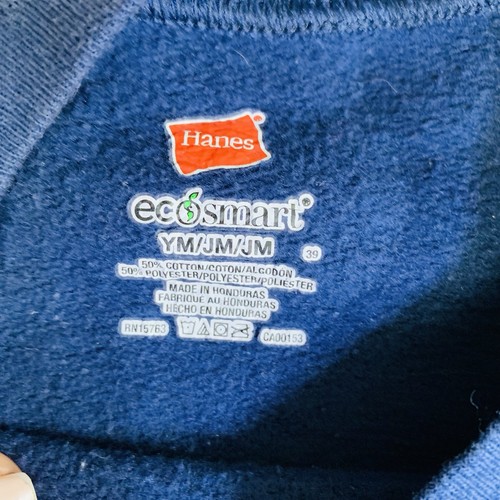 Hanes
ecosmart®
YM/JM/JM
39
50% COTTON/COTON/ALGODON
50% POLYESTER/POLYESTER/POLIESTER
MADE IN HONDURAS
FABRIQUE AU HONDURAS
HECHO EN HONDURAS
RN15763
CA00153